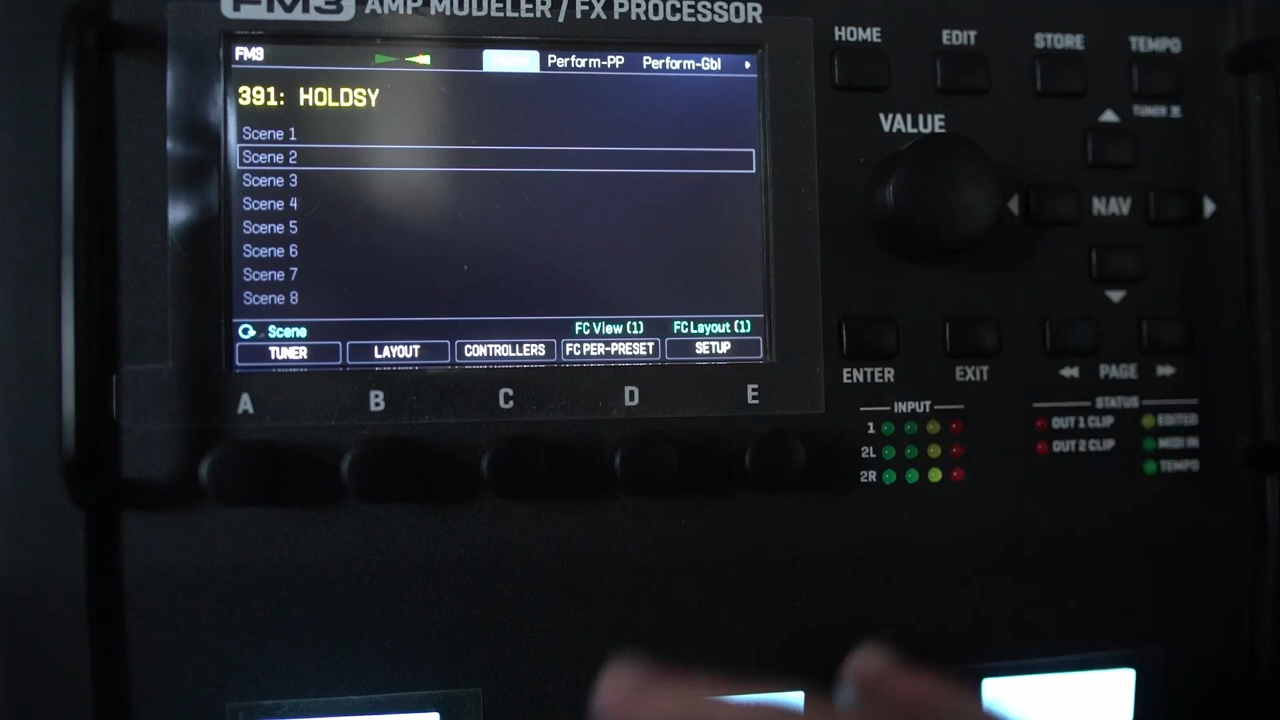 FM3 AMP MODELER / FX PROCESSOR
FM3 Perform-PP Perform-Gbl
391: HOLDSY
Scene 1
Scene 2
Scene 3
Scene 4
Scene 5
Scene 6
Scene 7
Scene 8
Scene FC View (1) FC Layout (1)
TUNER LAYOUT CONTROLLERS FC PER-PRESET SETUP
A B C D E
HOME EDIT STORE TEMPO
TUNER
VALUE
NAV
ENTER EXIT PAGE
INPUT
1
2L
2R
STATUS
OUT 1 CLIP EDITED
OUT 2 CLIP MIDI IN
TEMPO